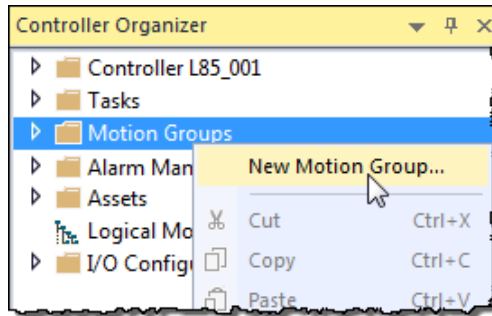 Controller Organizer
Controller L85_001
Tasks
Motion Groups
New Motion Group...
Alarm Man
Assets
Cut Ctrl+X
Logical Mo
I/O Config
Copy Ctrl+C
Paste Ctrl+V